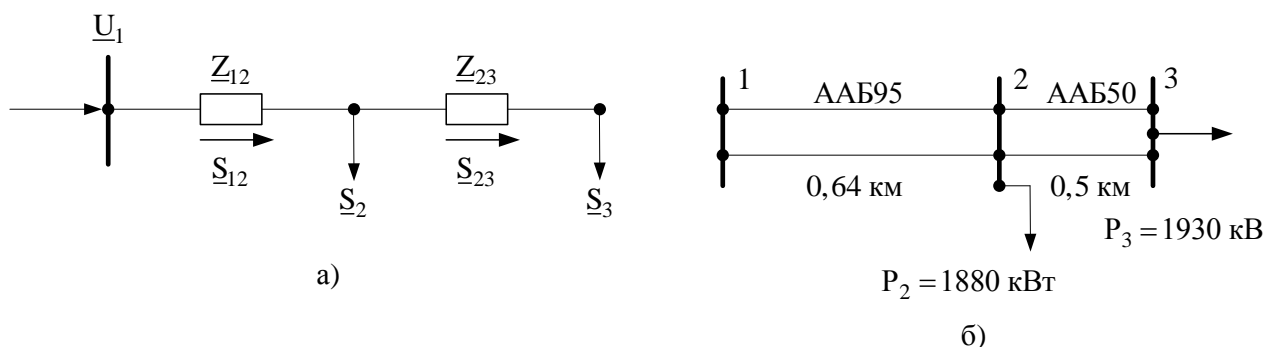 U₁
Z₁₂
Z₂₃
S₁₂
S₂
S₂₃
S₃
а)
1
ААБ95
2
ААБ50
3
0,64 км
0,5 км
P₃ = 1930 кВ
P₂ = 1880 кВт
б)